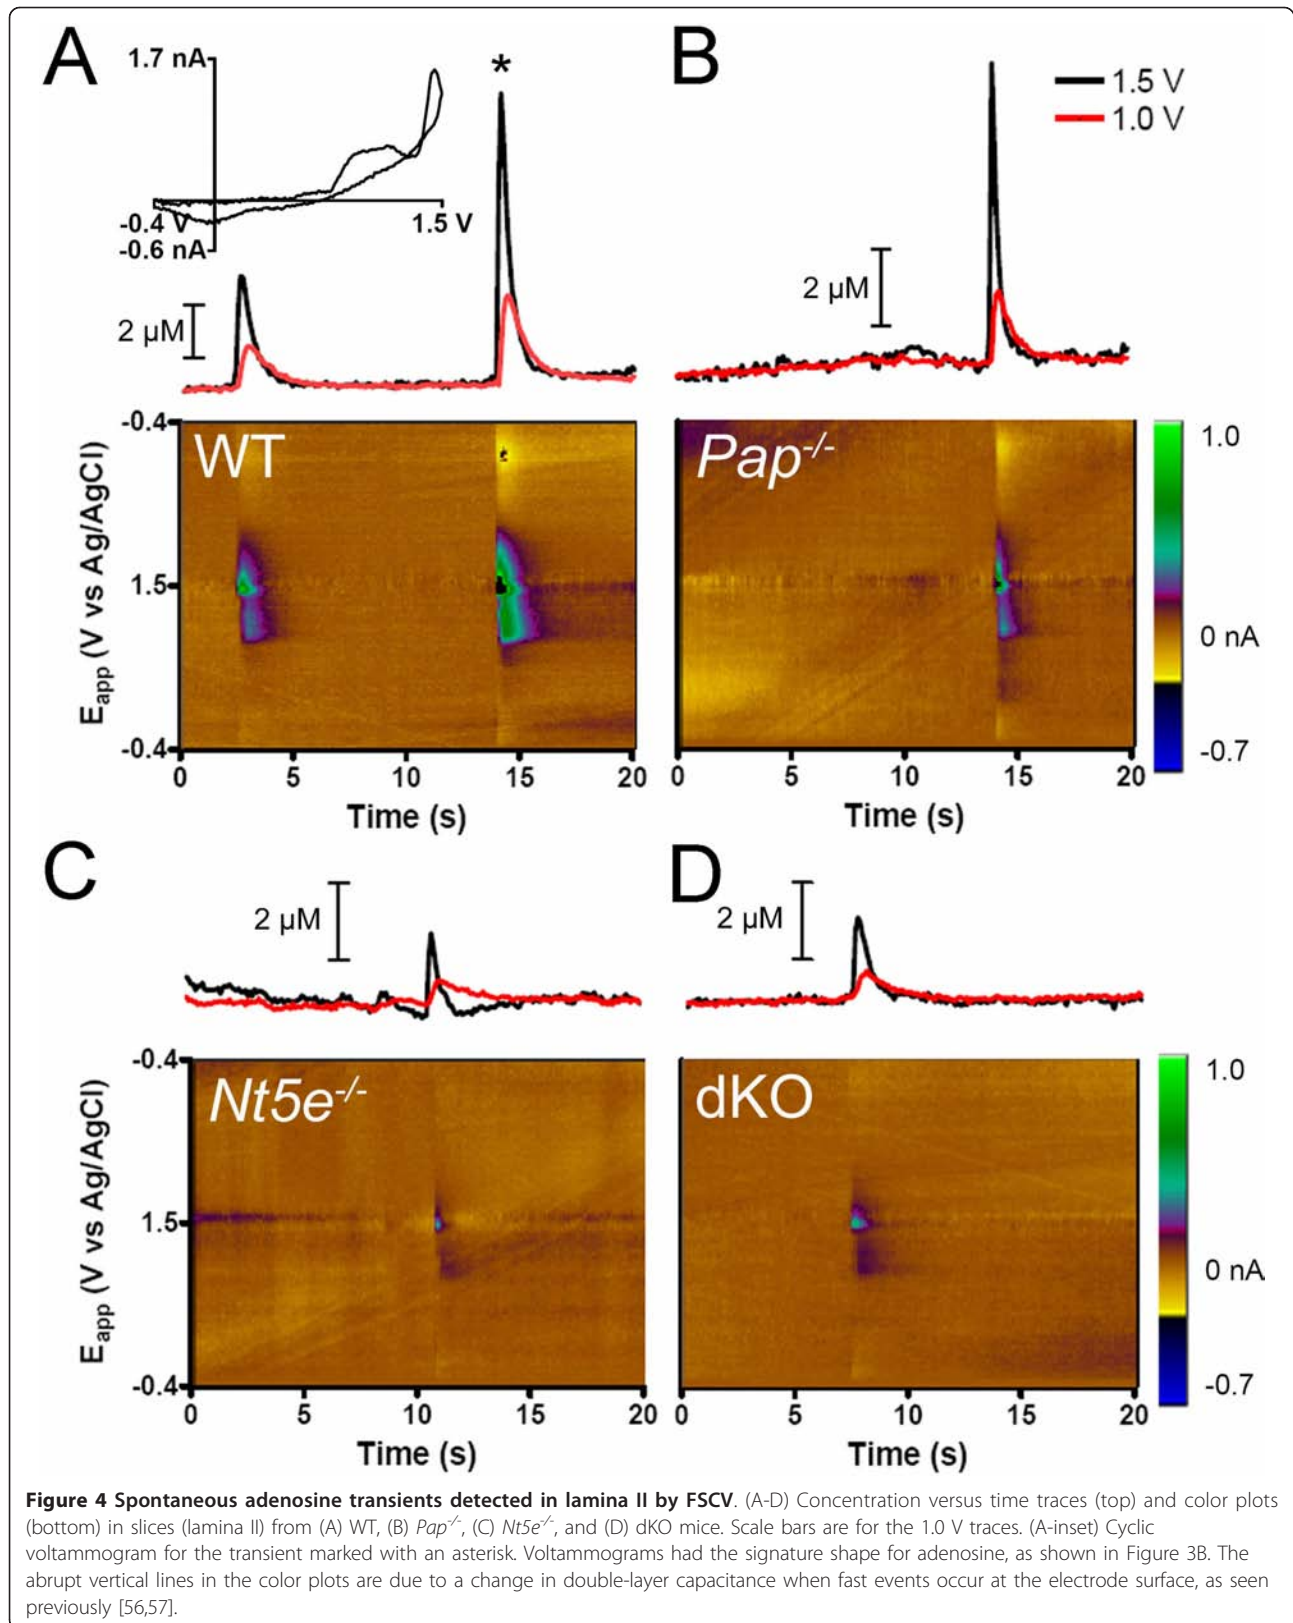 A
1.7 nA
-0.4 V
1.5 V
-0.6 nA
*
2 µM
B
1.5 V
1.0 V
2 µM
-0.4
1.5
-0.4
E_app (V vs Ag/AgCl)
WT
0 5 10 15 20
Time (s)
Pap^-/-
0 5 10 15 20
Time (s)
1.0
0 nA
-0.7
C
2 µM
D
2 µM
-0.4
1.5
-0.4
E_app (V vs Ag/AgCl)
Nt5e^-/-
0 5 10 15 20
Time (s)
dKO
0 5 10 15 20
Time (s)
1.0
0 nA
-0.7
Figure 4 Spontaneous adenosine transients detected in lamina II by FSCV. (A-D) Concentration versus time traces (top) and color plots
(bottom) in slices (lamina II) from (A) WT, (B) Pap^-/-, (C) Nt5e^-/-, and (D) dKO mice. Scale bars are for the 1.0 V traces. (A-inset) Cyclic
voltammogram for the transient marked with an asterisk. Voltammograms had the signature shape for adenosine, as shown in Figure 3B. The
abrupt vertical lines in the color plots are due to a change in double-layer capacitance when fast events occur at the electrode surface, as seen
previously [56,57].